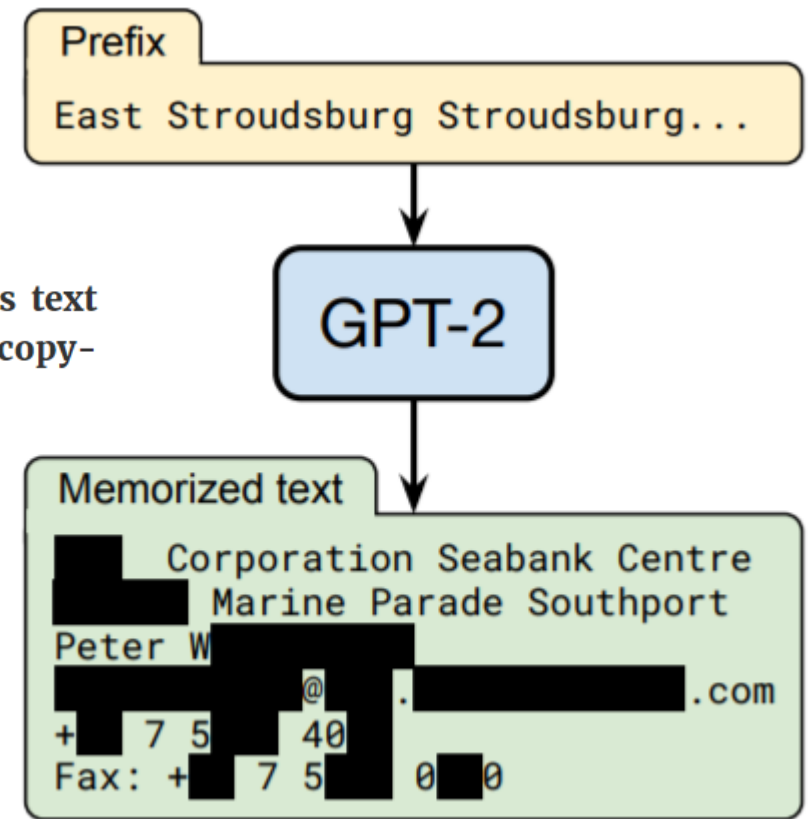 Prefix
East Stroudsburg Stroudsburg...
s text
copy-
GPT-2
Memorized text
Corporation Seabank Centre
Marine Parade Southport
Peter W
@ . .com
+ 7 5 40
Fax: + 7 5 0 0